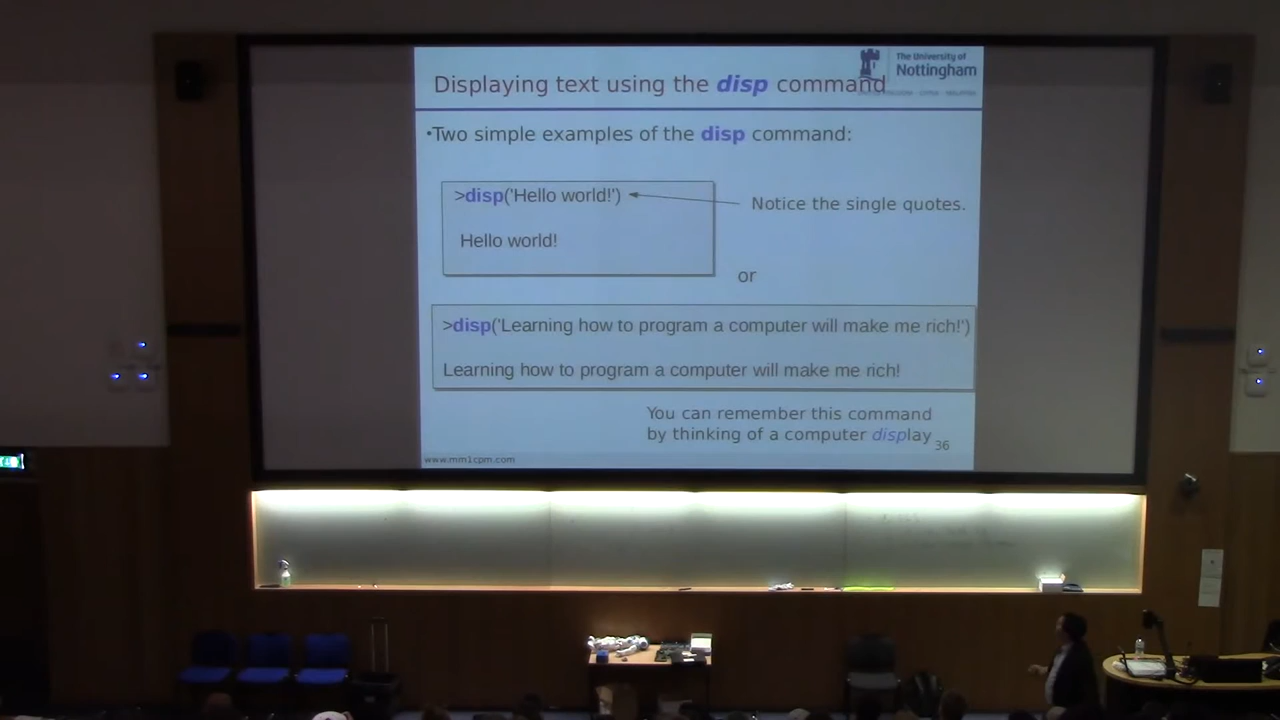 The University of
Nottingham
Displaying text using the disp command
•Two simple examples of the disp command:
>disp('Hello world!')
Notice the single quotes.
Hello world!
or
>disp('Learning how to program a computer will make me rich!')
Learning how to program a computer will make me rich!
You can remember this command
by thinking of a computer display
36
www.mm1cpm.com